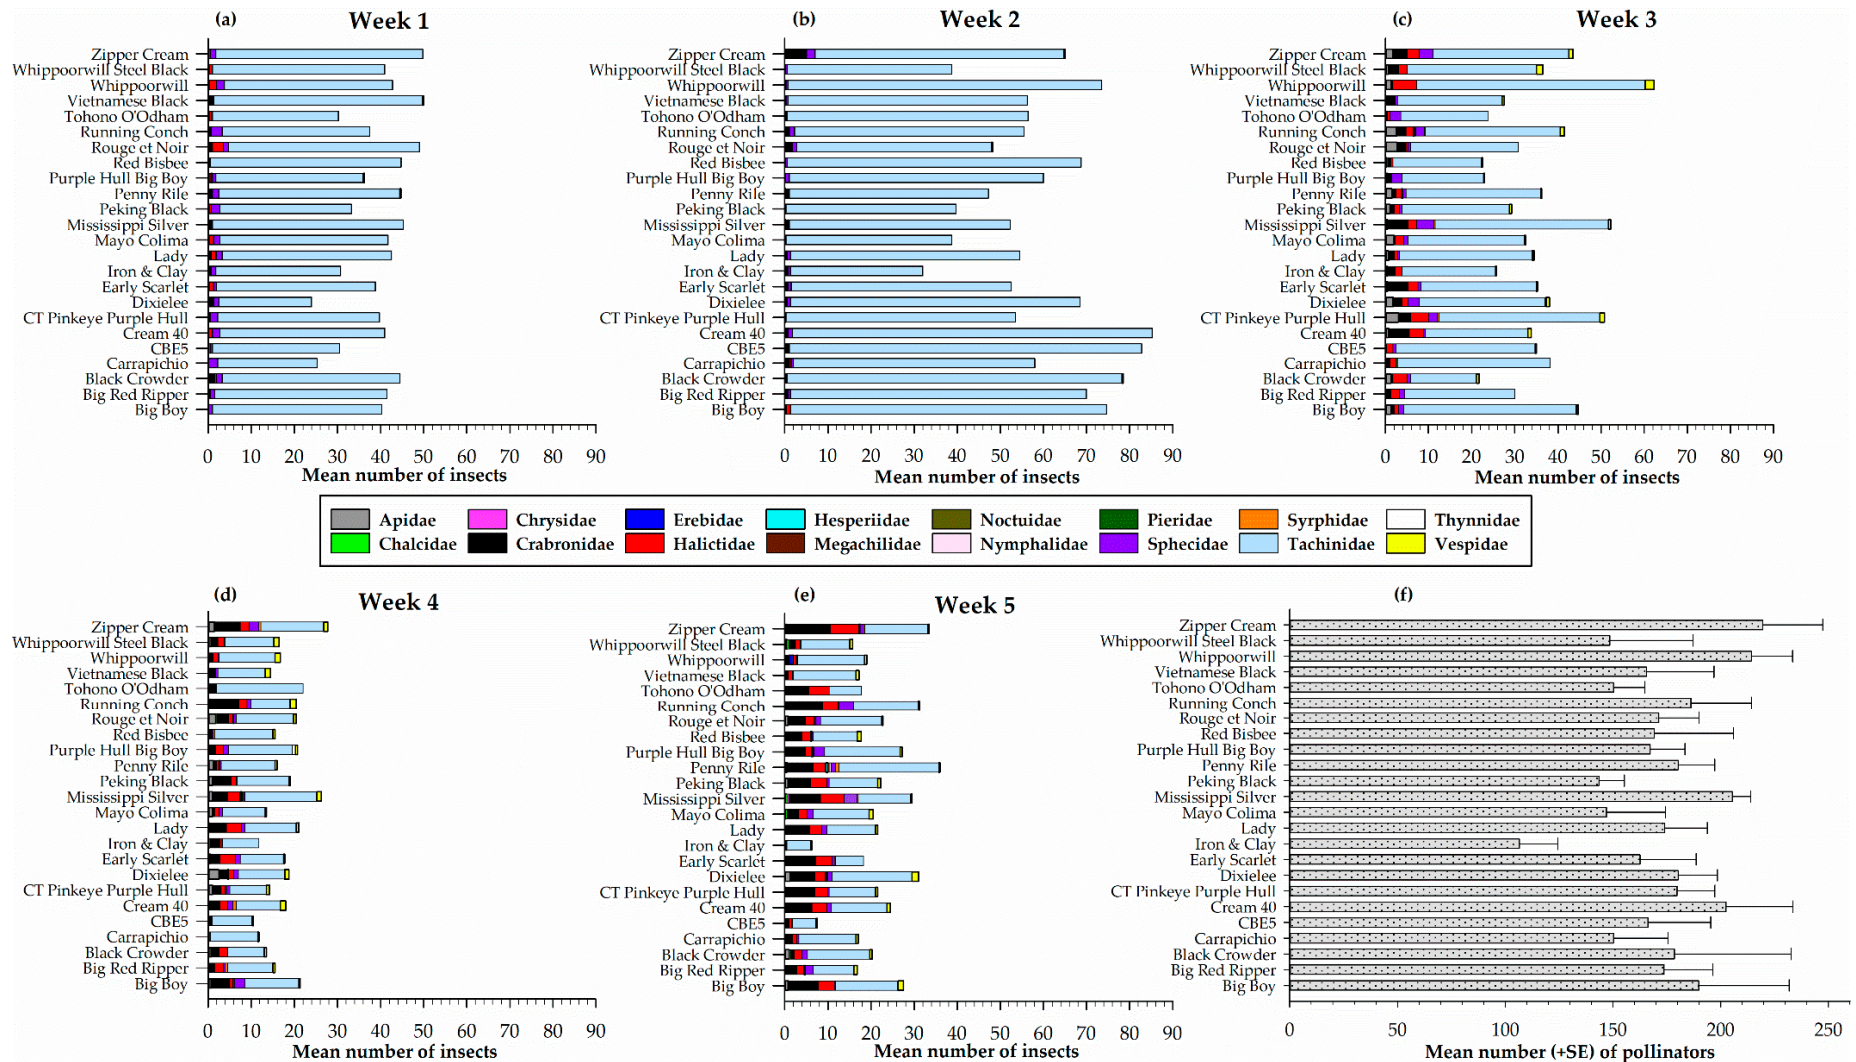 (a) Week 1
Zipper Cream
Whippoorwill Steel Black
Whippoorwill
Vietnamese Black
Tohono O'Odham
Running Conch
Rouge et Noir
Red Bisbee
Purple Hull Big Boy
Penny Rile
Peking Black
Mississippi Silver
Mayo Colima
Lady
Iron & Clay
Early Scarlet
Dixielee
CT Pinkeye Purple Hull
Cream 40
CBE5
Carrapichio
Black Crowder
Big Red Ripper
Big Boy
0 10 20 30 40 50 60 70 80 90
Mean number of insects
(b) Week 2
Zipper Cream
Whippoorwill Steel Black
Whippoorwill
Vietnamese Black
Tohono O'Odham
Running Conch
Rouge et Noir
Red Bisbee
Purple Hull Big Boy
Penny Rile
Peking Black
Mississippi Silver
Mayo Colima
Lady
Iron & Clay
Early Scarlet
Dixielee
CT Pinkeye Purple Hull
Cream 40
CBE5
Carrapichio
Black Crowder
Big Red Ripper
Big Boy
0 10 20 30 40 50 60 70 80 90
Mean number of insects
(c) Week 3
Zipper Cream
Whippoorwill Steel Black
Whippoorwill
Vietnamese Black
Tohono O'Odham
Running Conch
Rouge et Noir
Red Bisbee
Purple Hull Big Boy
Penny Rile
Peking Black
Mississippi Silver
Mayo Colima
Lady
Iron & Clay
Early Scarlet
Dixielee
CT Pinkeye Purple Hull
Cream 40
CBE5
Carrapichio
Black Crowder
Big Red Ripper
Big Boy
0 10 20 30 40 50 60 70 80 90
Mean number of insects
Apidae Chrysidae Erebidae Hesperiidae Noctuidae Pieridae Syrphidae Thynnidae
Chalcidae Crabronidae Halictidae Megachilidae Nymphalidae Sphecidae Tachinidae Vespidae
(d) Week 4
Zipper Cream
Whippoorwill Steel Black
Whippoorwill
Vietnamese Black
Tohono O'Odham
Running Conch
Rouge et Noir
Red Bisbee
Purple Hull Big Boy
Penny Rile
Peking Black
Mississippi Silver
Mayo Colima
Lady
Iron & Clay
Early Scarlet
Dixielee
CT Pinkeye Purple Hull
Cream 40
CBE5
Carrapichio
Black Crowder
Big Red Ripper
Big Boy
0 10 20 30 40 50 60 70 80 90
Mean number of insects
(e) Week 5
Zipper Cream
Whippoorwill Steel Black
Whippoorwill
Vietnamese Black
Tohono O'Odham
Running Conch
Rouge et Noir
Red Bisbee
Purple Hull Big Boy
Penny Rile
Peking Black
Mississippi Silver
Mayo Colima
Lady
Iron & Clay
Early Scarlet
Dixielee
CT Pinkeye Purple Hull
Cream 40
CBE5
Carrapichio
Black Crowder
Big Red Ripper
Big Boy
0 10 20 30 40 50 60 70 80 90
Mean number of insects
(f)
Zipper Cream
Whippoorwill Steel Black
Whippoorwill
Vietnamese Black
Tohono O'Odham
Running Conch
Rouge et Noir
Red Bisbee
Purple Hull Big Boy
Penny Rile
Peking Black
Mississippi Silver
Mayo Colima
Lady
Iron & Clay
Early Scarlet
Dixielee
CT Pinkeye Purple Hull
Cream 40
CBE5
Carrapichio
Black Crowder
Big Red Ripper
Big Boy
0 50 100 150 200 250
Mean number (+SE) of pollinators